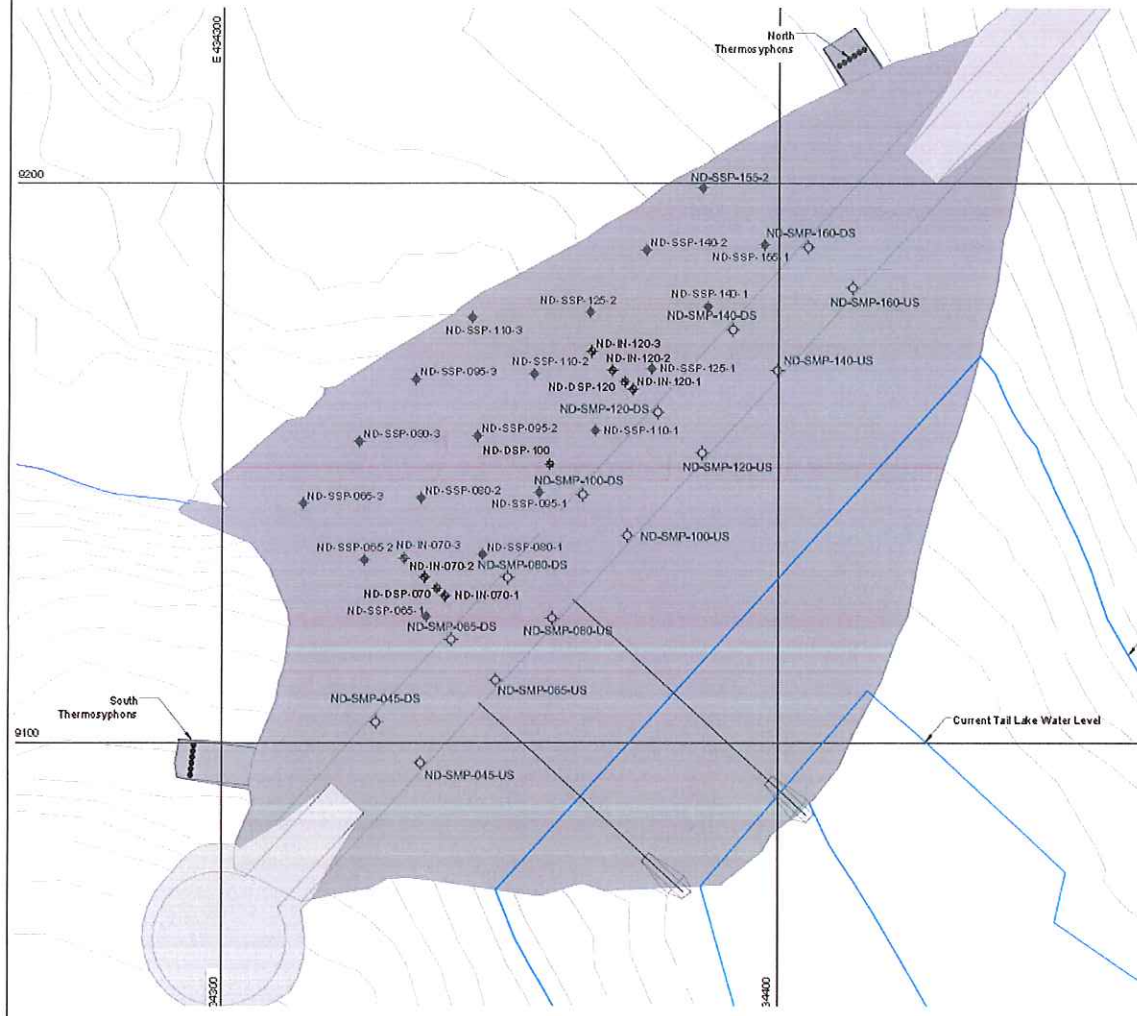 E 434300
North
Thermosyphons
9200
ND-SSP-155-2
ND-SMP-160-DS
ND-SSP-140-2
ND-SSP-155-1
ND-SMP-160-US
ND-SSP-125-2
ND-SSP-140-1
ND-SSP-110-3
ND-SMP-140-DS
ND-IN-120-3
ND-SSP-110-2
ND-IN-120-2
ND-SSP-125-1
ND-SMP-140-US
ND-SSP-095-3
ND-DSP-120
ND-IN-120-1
ND-SMP-120-DS
ND-SSP-095-2
ND-SSP-110-1
ND-SSP-080-3
ND-DSP-100
ND-SMP-120-US
ND-SMP-100-DS
ND-SSP-065-3
ND-SSP-080-2
ND-SSP-095-1
ND-SMP-100-US
ND-SSP-065-2
ND-IN-070-3
ND-SSP-080-1
ND-IN-070-2
ND-SMP-080-DS
ND-DSP-070
ND-IN-070-1
ND-SSP-065-1
ND-SMP-065-DS
ND-SMP-080-US
ND-SMP-065-US
South
Thermosyphons
ND-SMP-045-DS
Current Tail Lake Water Level
9100
ND-SMP-045-US
34300
34400